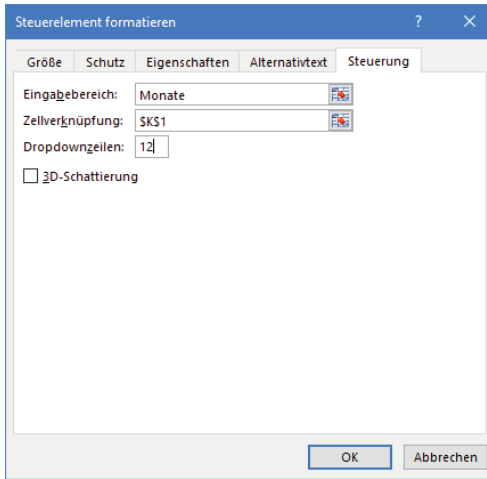 Steuerelement formatieren ?
Größe Schutz Eigenschaften Alternativtext Steuerung
Eingabebereich: Monate
Zellverknüpfung: $K$1
Dropdownzeilen: 12
3D-Schattierung
OK Abbrechen